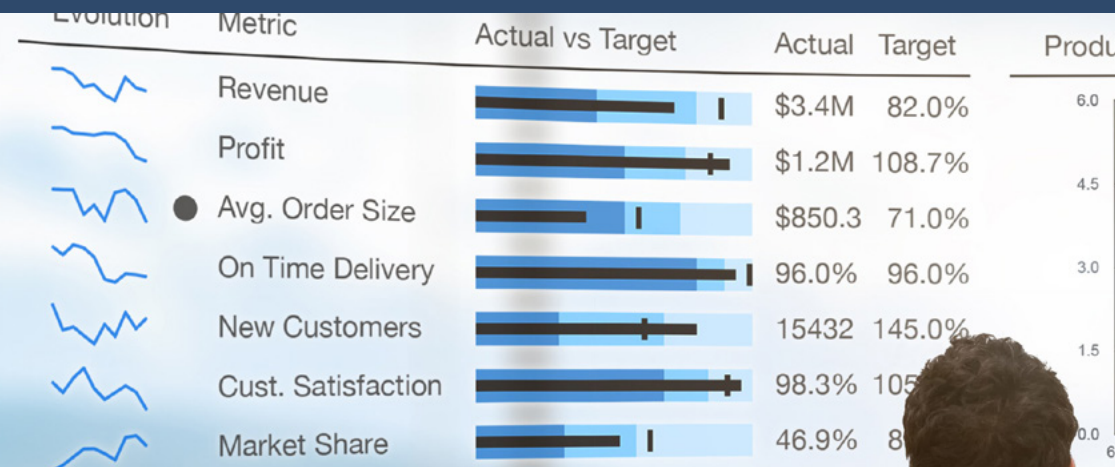 Evolution Metric Actual vs Target Actual Target
Revenue $3.4M 82.0%
Profit $1.2M 108.7%
Avg. Order Size $850.3 71.0%
On Time Delivery 96.0% 96.0%
New Customers 15432 145.0%
Cust. Satisfaction 98.3%
Market Share 46.9%
6.0
4.5
3.0
1.5
0.0